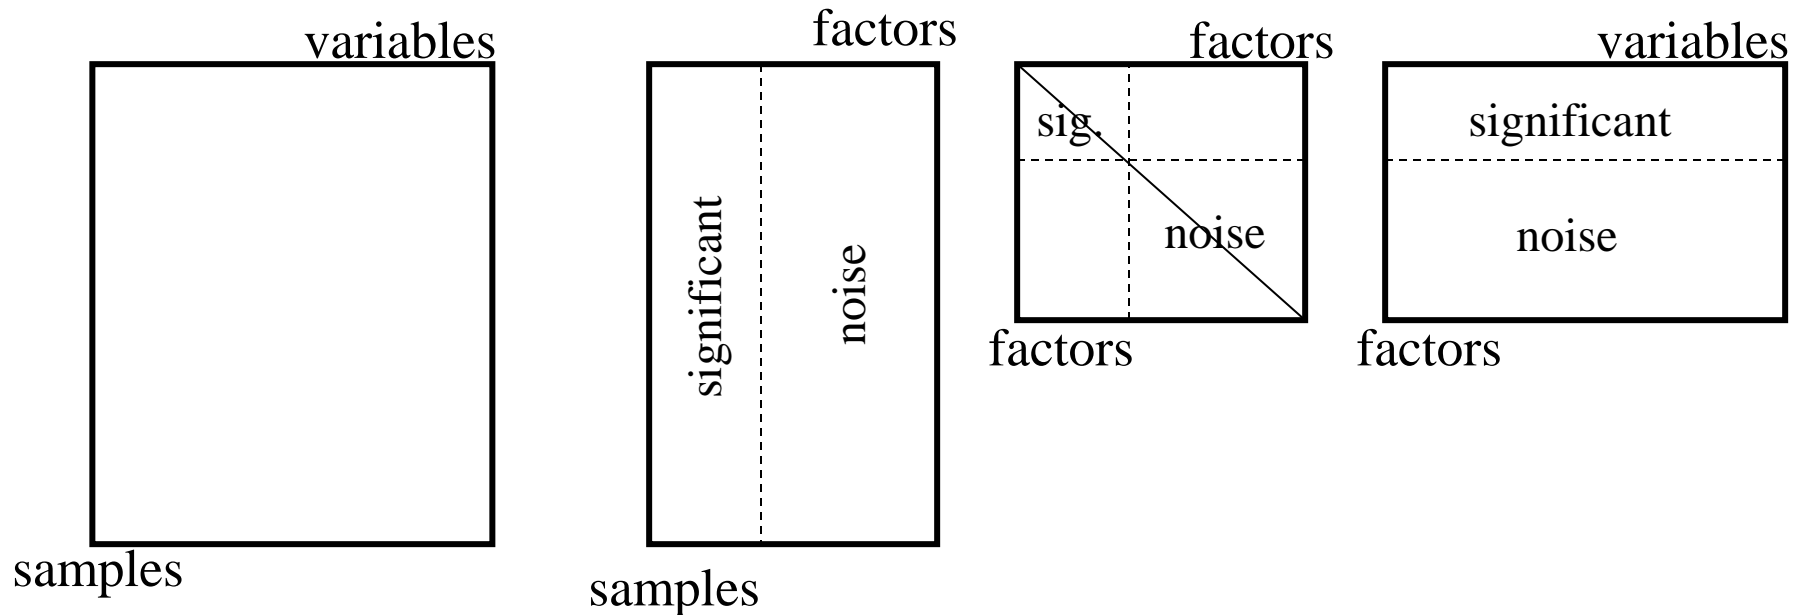 variables
samples
factors
significant
noise
samples
factors
sig.
noise
factors
variables
significant
noise
factors